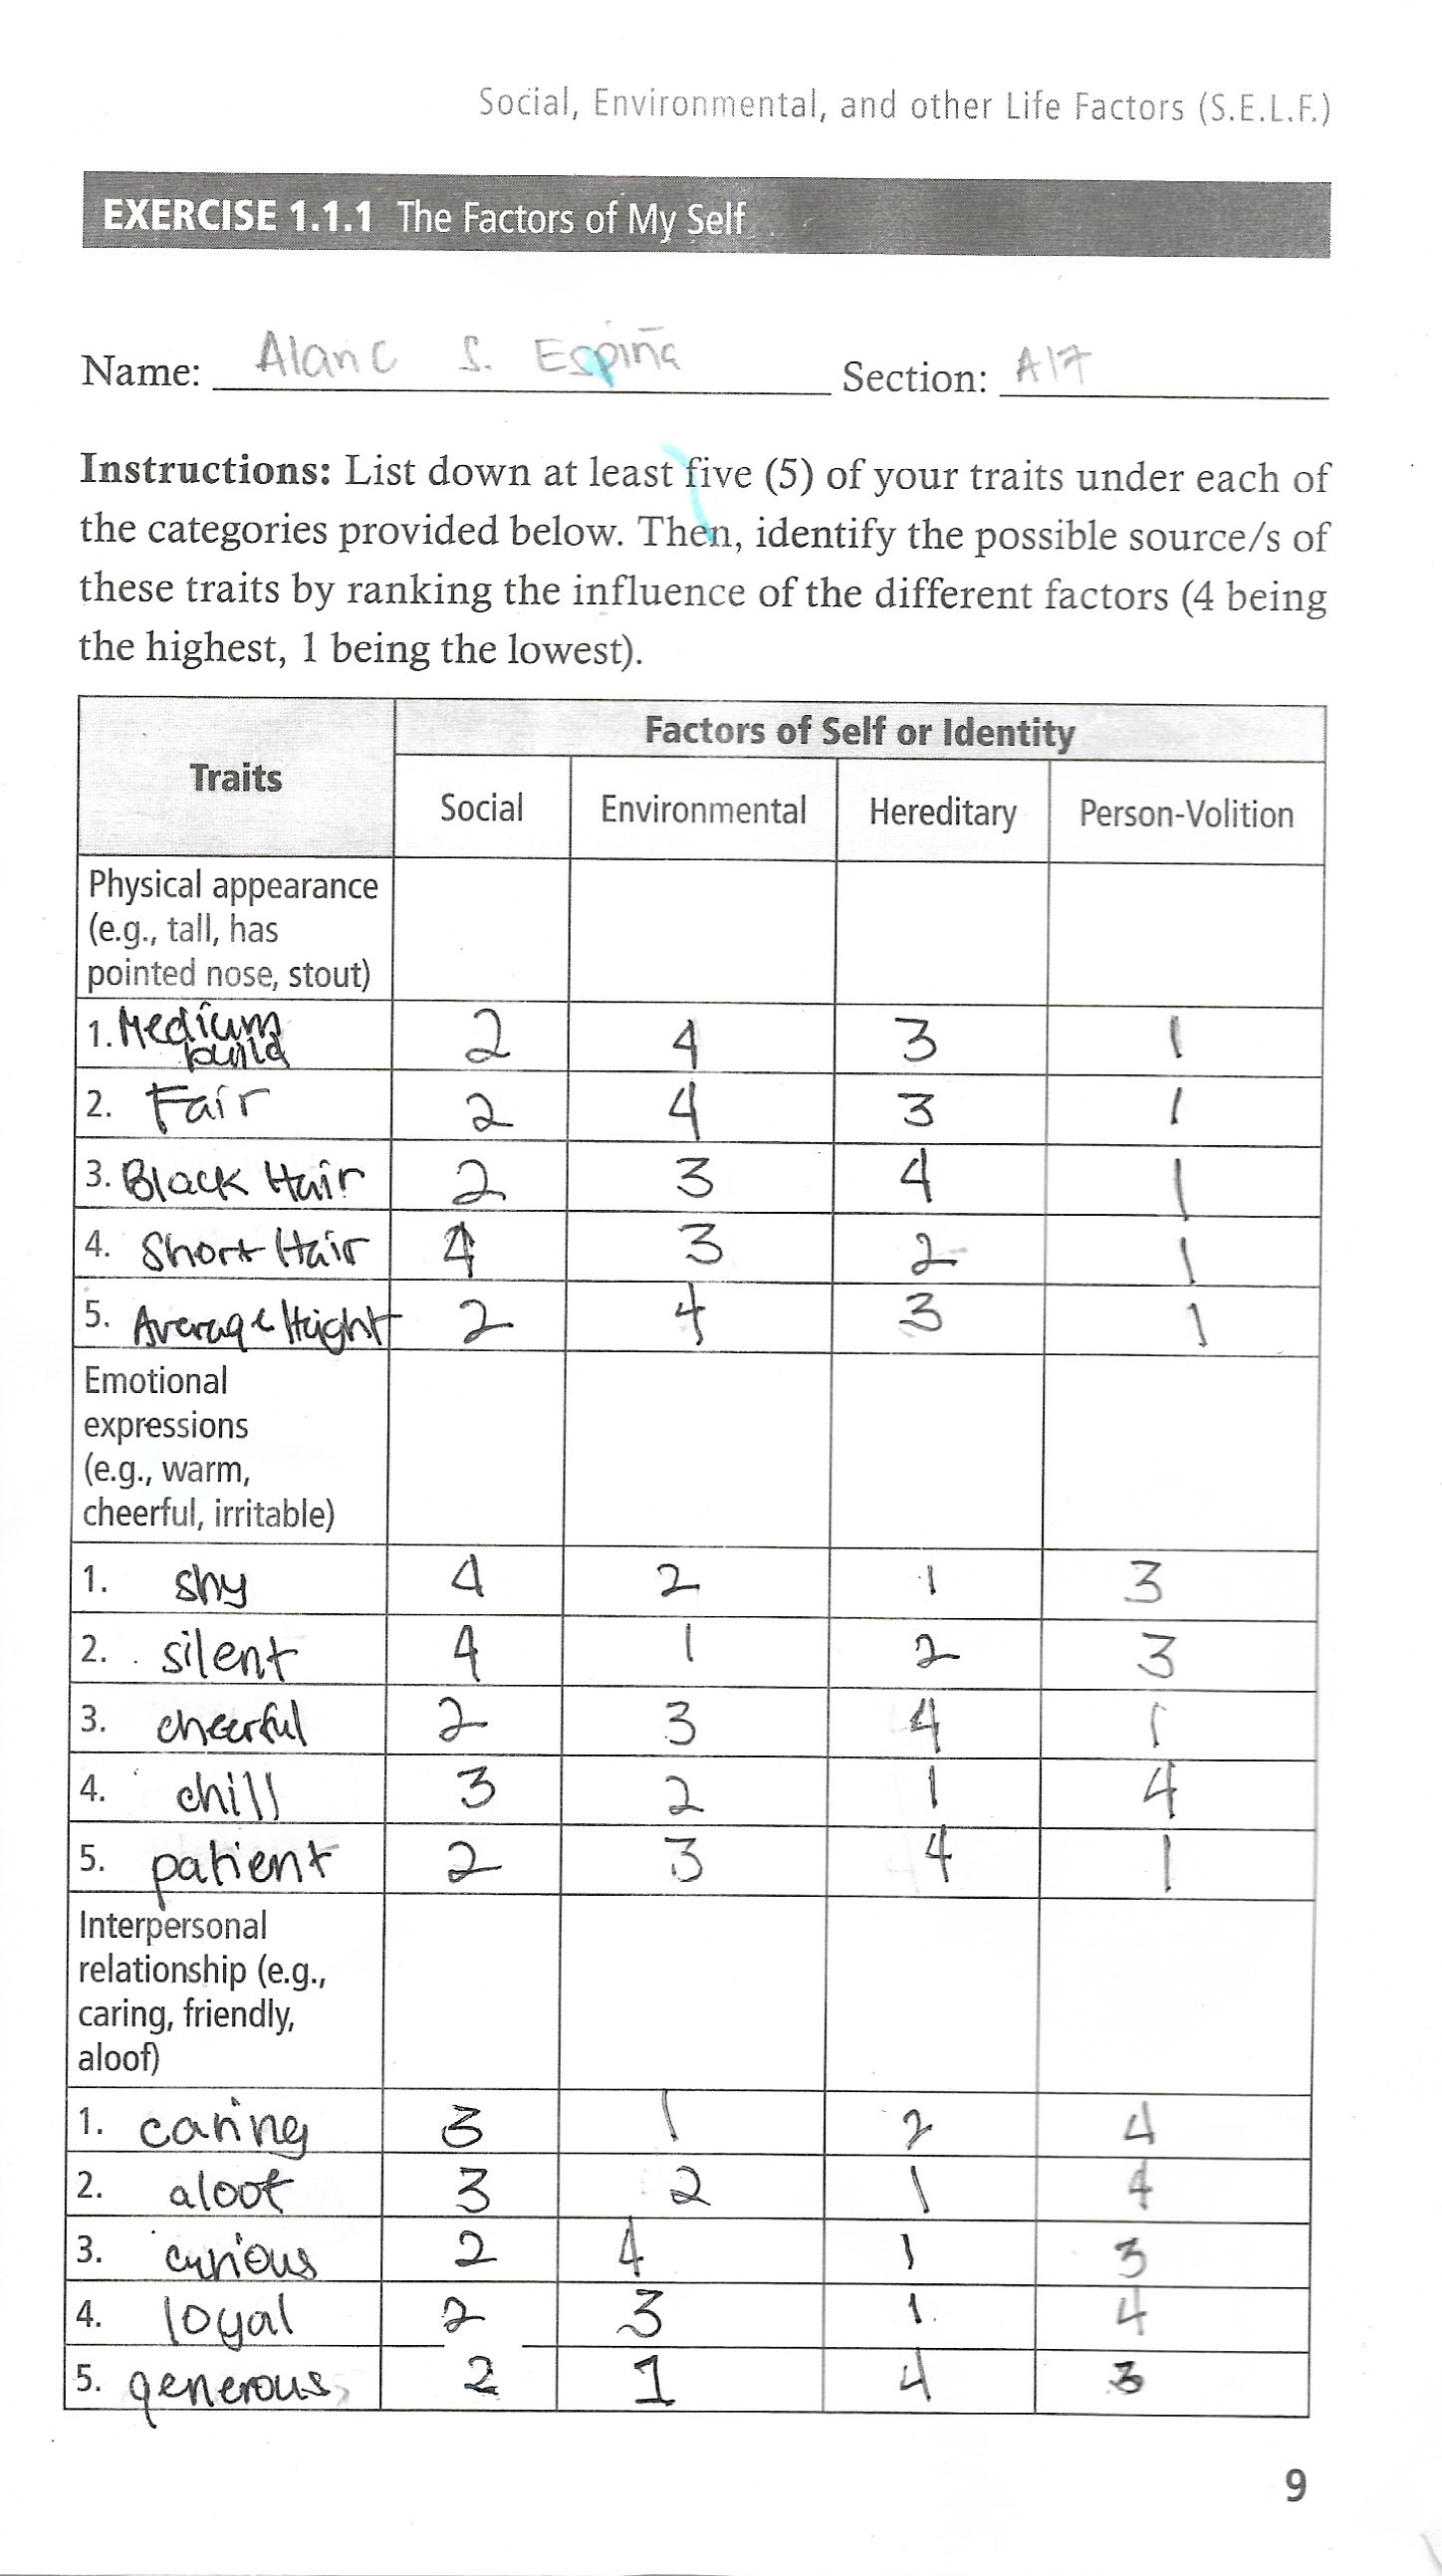 Social, Environmental, and other Life Factors (S.E.L.F.)
EXERCISE 1.1.1 The Factors of My Self
Name: Alanc S. Espiña Section: A17
Instructions: List down at least five (5) of your traits under each of
the categories provided below. Then, identify the possible source/s of
these traits by ranking the influence of the different factors (4 being
the highest, 1 being the lowest).
Traits
Factors of Self or Identity
Social Environmental Hereditary Person-Volition
Physical appearance
(e.g., tall, has
pointed nose, stout)
1. Medium
build 2 4 3 1
2. Fair 2 4 3 1
3. Black Hair 2 3 4 1
4. Short Hair 4 3 2 1
5. Average Height 2 4 3 1
Emotional
expressions
(e.g., warm,
cheerful, irritable)
1. shy 4 2 1 3
2. silent 4 1 2 3
3. cheerful 2 3 4 1
4. chill 3 2 1 4
5. patient 2 3 4 1
Interpersonal
relationship (e.g.,
caring, friendly,
aloof)
1. caring 3 1 2 4
2. aloof 3 2 1 4
3. curious 2 4 1 3
4. loyal 2 3 1 4
5. generous 2 1 4 3
9